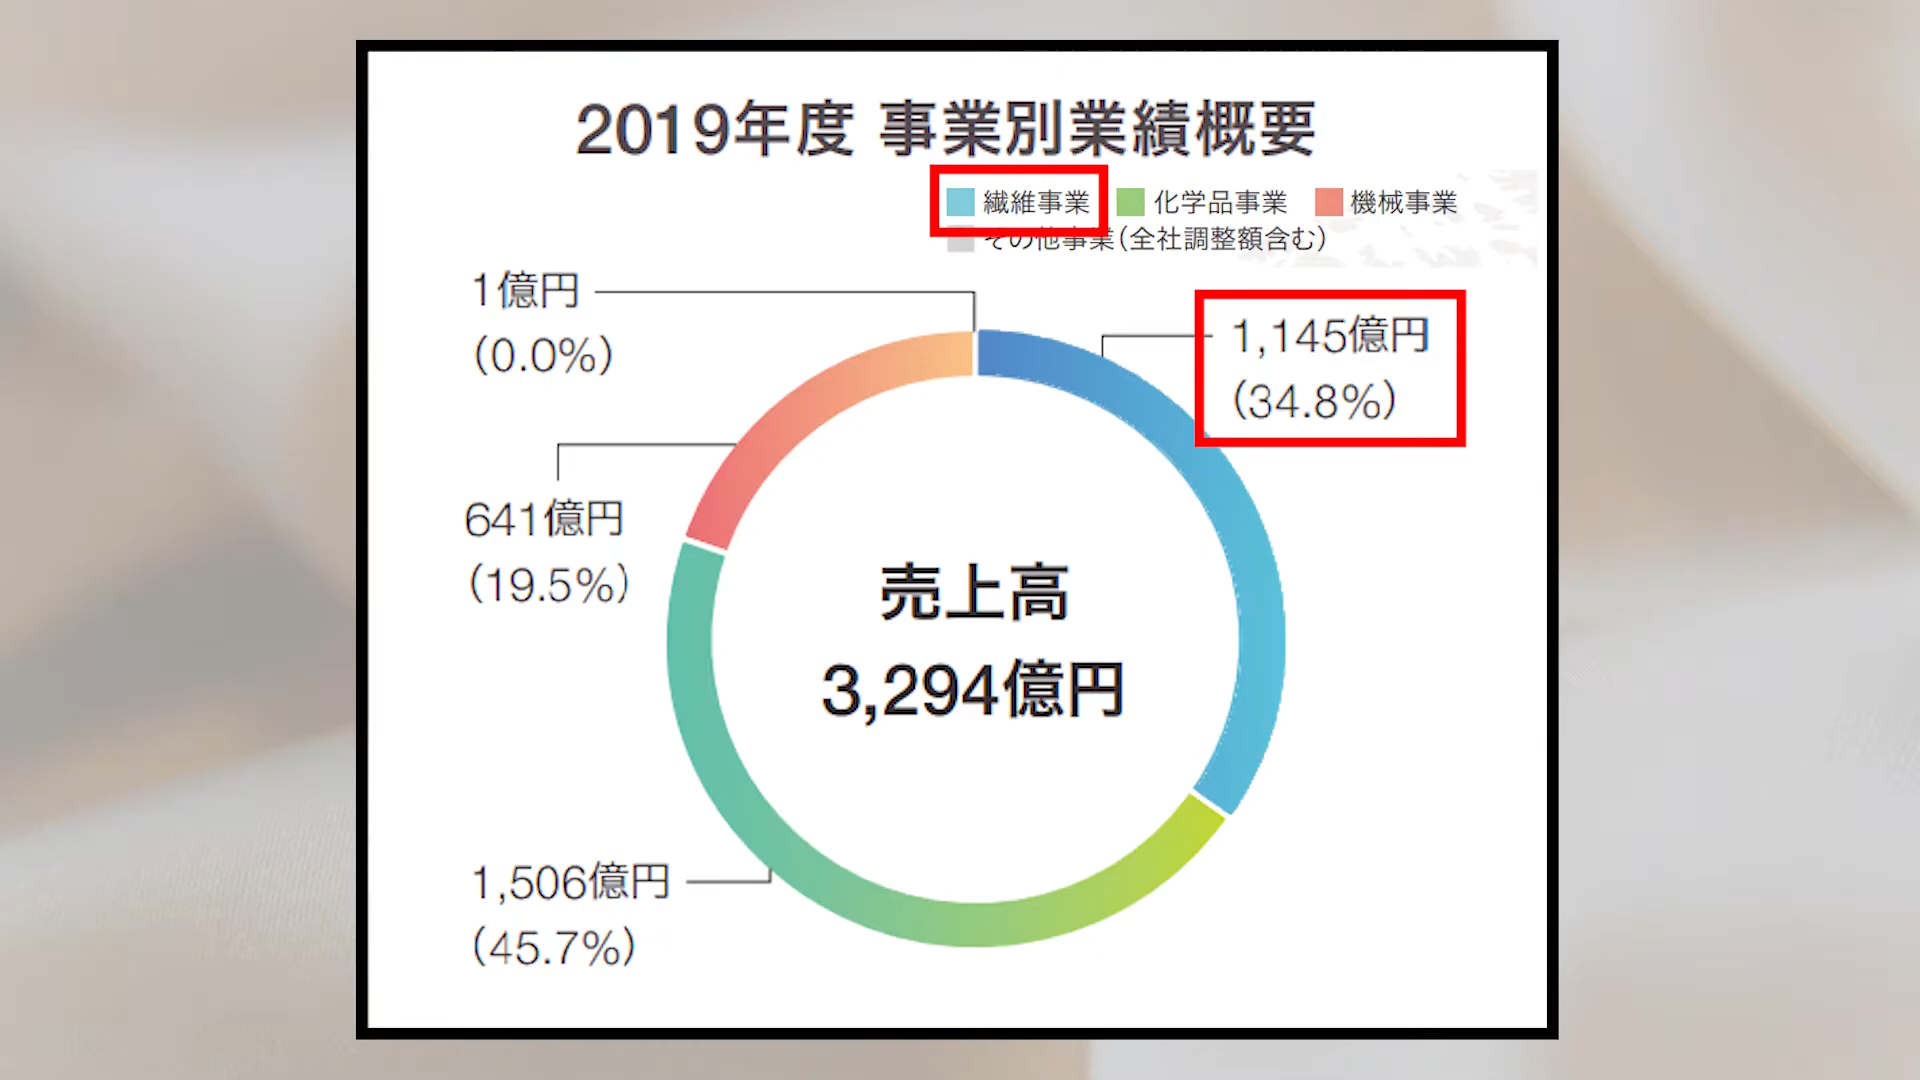 2019年度 事業別業績概要
繊維事業 化学品事業 機械事業
その他事業(全社調整額含む)
1億円
(0.0%)
1,145億円
(34.8%)
641億円
(19.5%)
売上高
3,294億円
1,506億円
(45.7%)